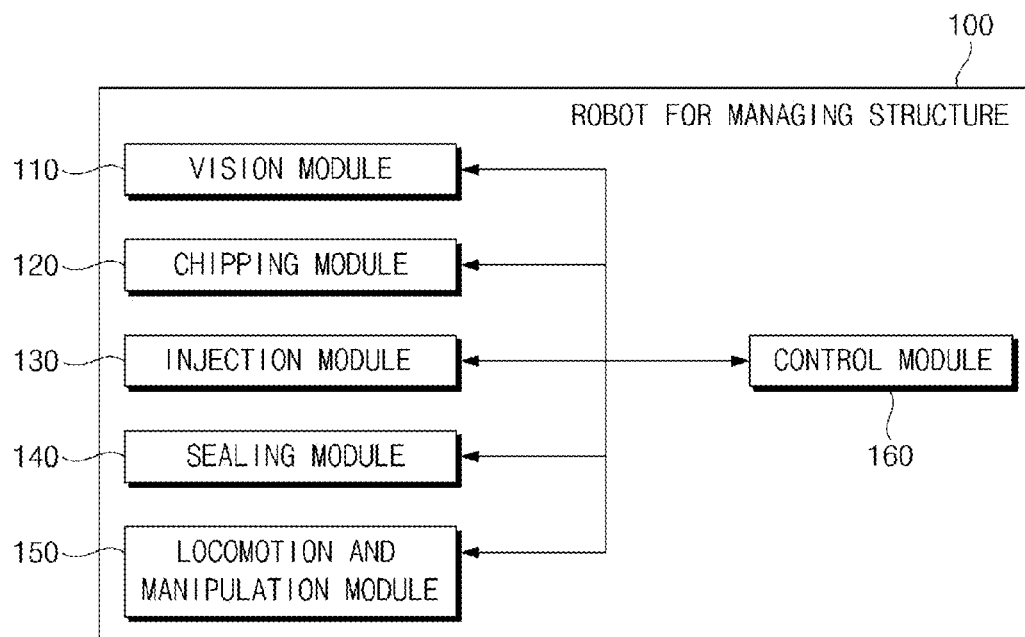 100
ROBOT FOR MANAGING STRUCTURE
110 VISION MODULE
120 CHIPPING MODULE
130 INJECTION MODULE CONTROL MODULE
140 SEALING MODULE 160
150 LOCOMOTION AND
MANIPULATION MODULE